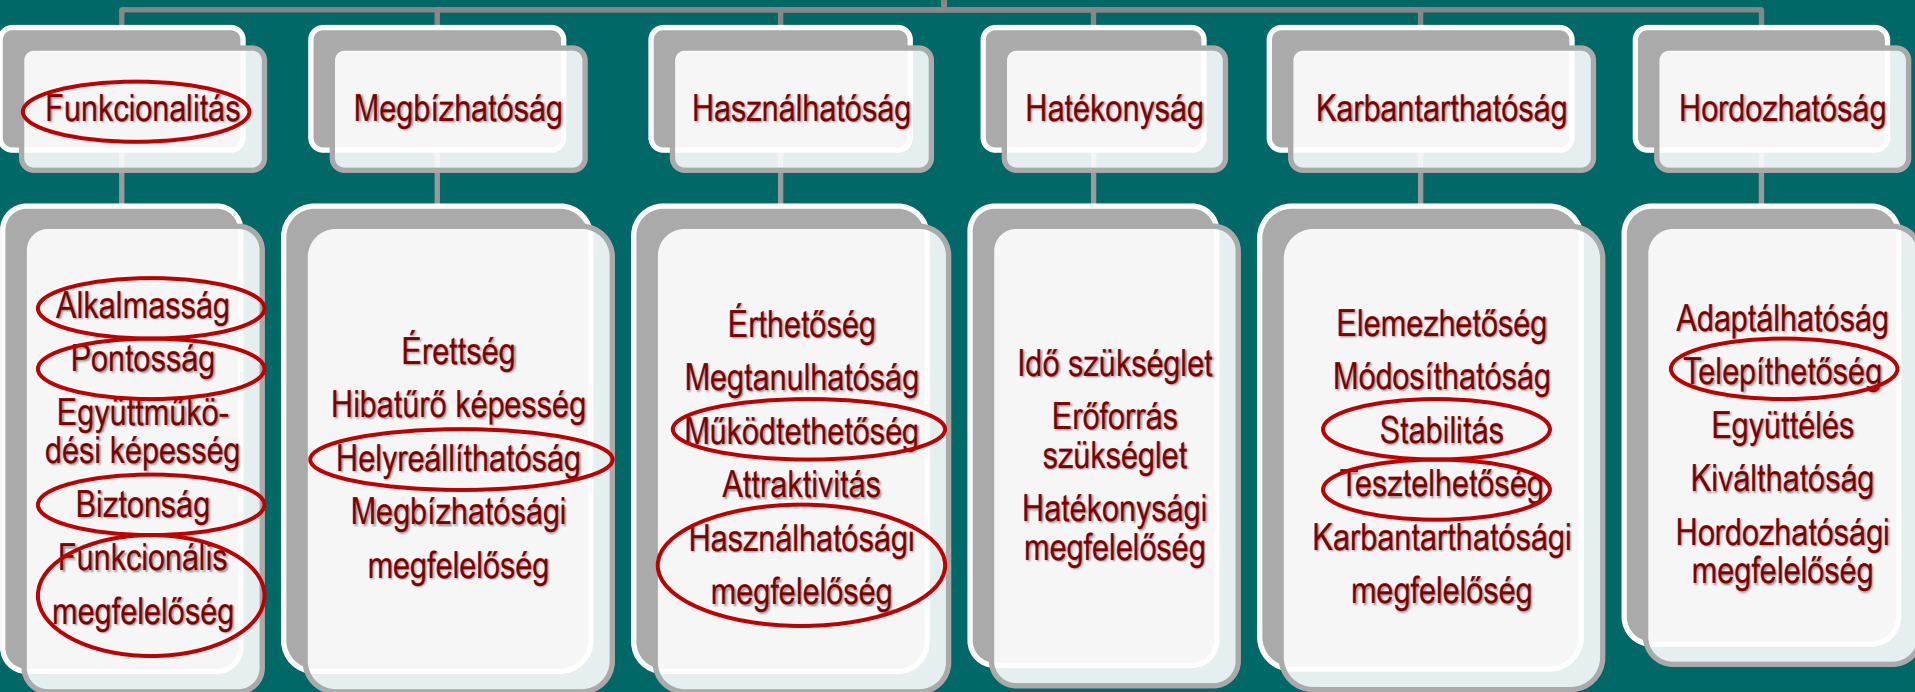 Funkcionalitás
Megbízhatóság
Használhatóság
Hatékonyság
Karbantarthatóság
Hordozhatóság
Alkalmasság
Pontosság
Együttműkö-
dési képesség
Biztonság
Funkcionális
megfelelőség
Érettség
Hibatűrő képesség
Helyreállíthatóság
Megbízhatósági
megfelelőség
Érthetőség
Megtanulhatóság
Működtethetőség
Attraktivitás
Használhatósági
megfelelőség
Idő szükséglet
Erőforrás
szükséglet
Hatékonysági
megfelelőség
Elemezhetőség
Módosíthatóság
Stabilitás
Tesztelhetőség
Karbantarthatósági
megfelelőség
Adaptálhatóság
Telepíthetőség
Együttélés
Kiválthatóság
Hordozhatósági
megfelelőség